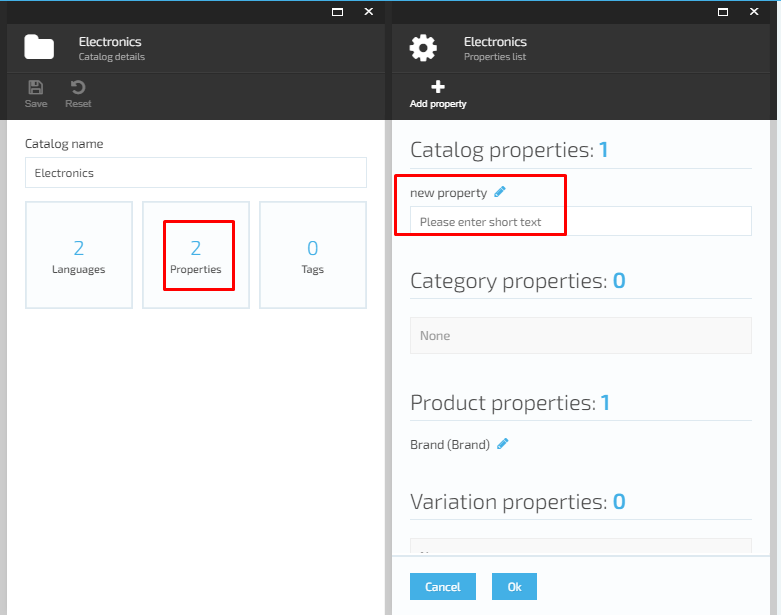 Electronics
Catalog details
Save
Reset
Catalog name
Electronics
2
Languages
2
Properties
0
Tags
Electronics
Properties list
Add property
Catalog properties: 1
new property
Please enter short text
Category properties: 0
None
Product properties: 1
Brand (Brand)
Variation properties: 0
Cancel
Ok